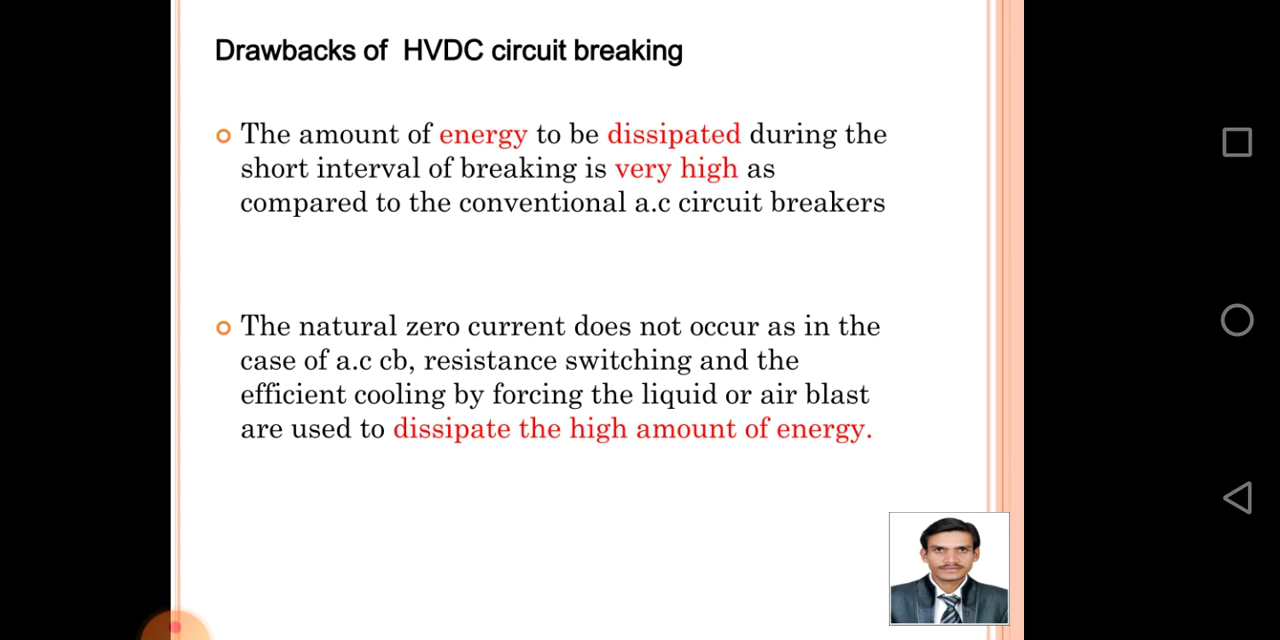 Drawbacks of HVDC circuit breaking
The amount of energy to be dissipated during the
short interval of breaking is very high as
compared to the conventional a.c circuit breakers
The natural zero current does not occur as in the
case of a.c cb, resistance switching and the
efficient cooling by forcing the liquid or air blast
are used to dissipate the high amount of energy.